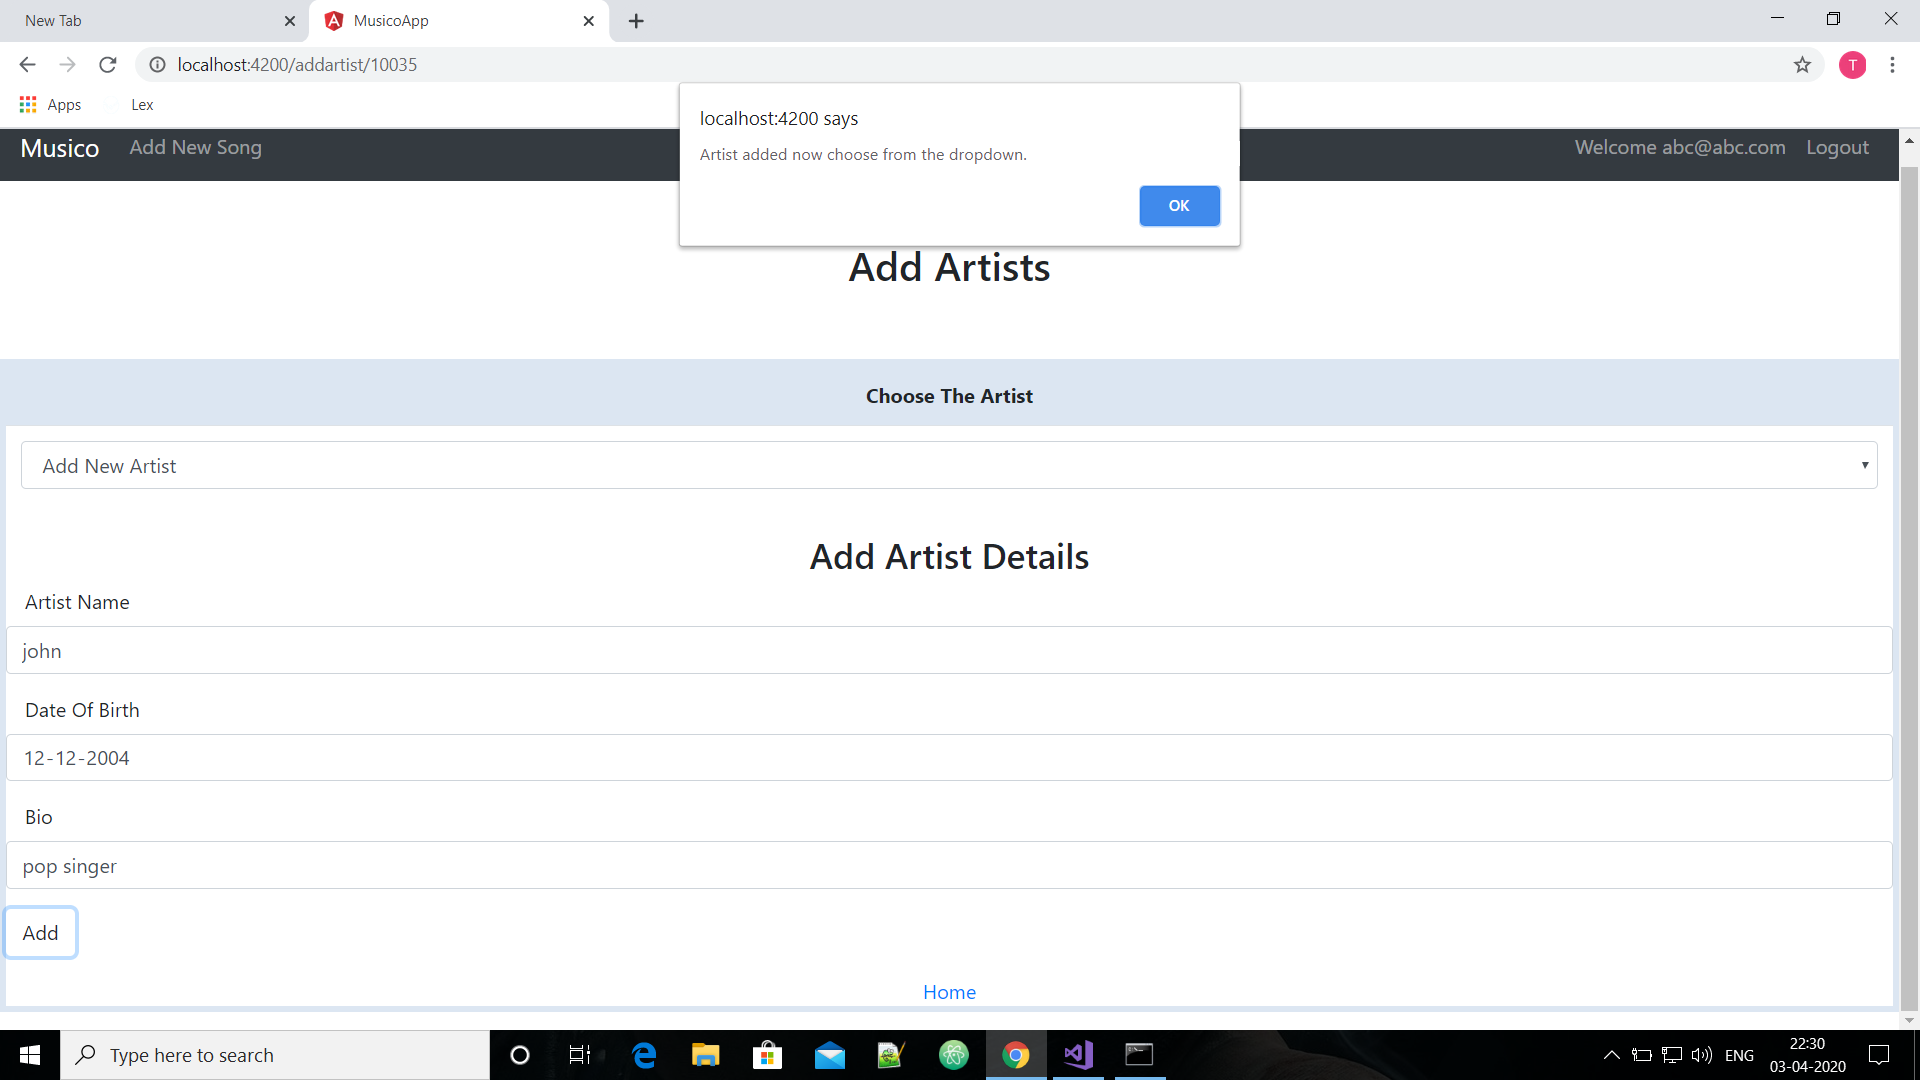 New Tab
MusicoApp
localhost:4200/addartist/10035
T
Apps
Lex
localhost:4200 says
Artist added now choose from the dropdown.
OK
Musico
Add New Song
Welcome abc@abc.com
Logout
Add Artists
Choose The Artist
Add New Artist
Add Artist Details
Artist Name
john
Date Of Birth
12-12-2004
Bio
pop singer
Add
Home
Type here to search
ENG
22:30
03-04-2020